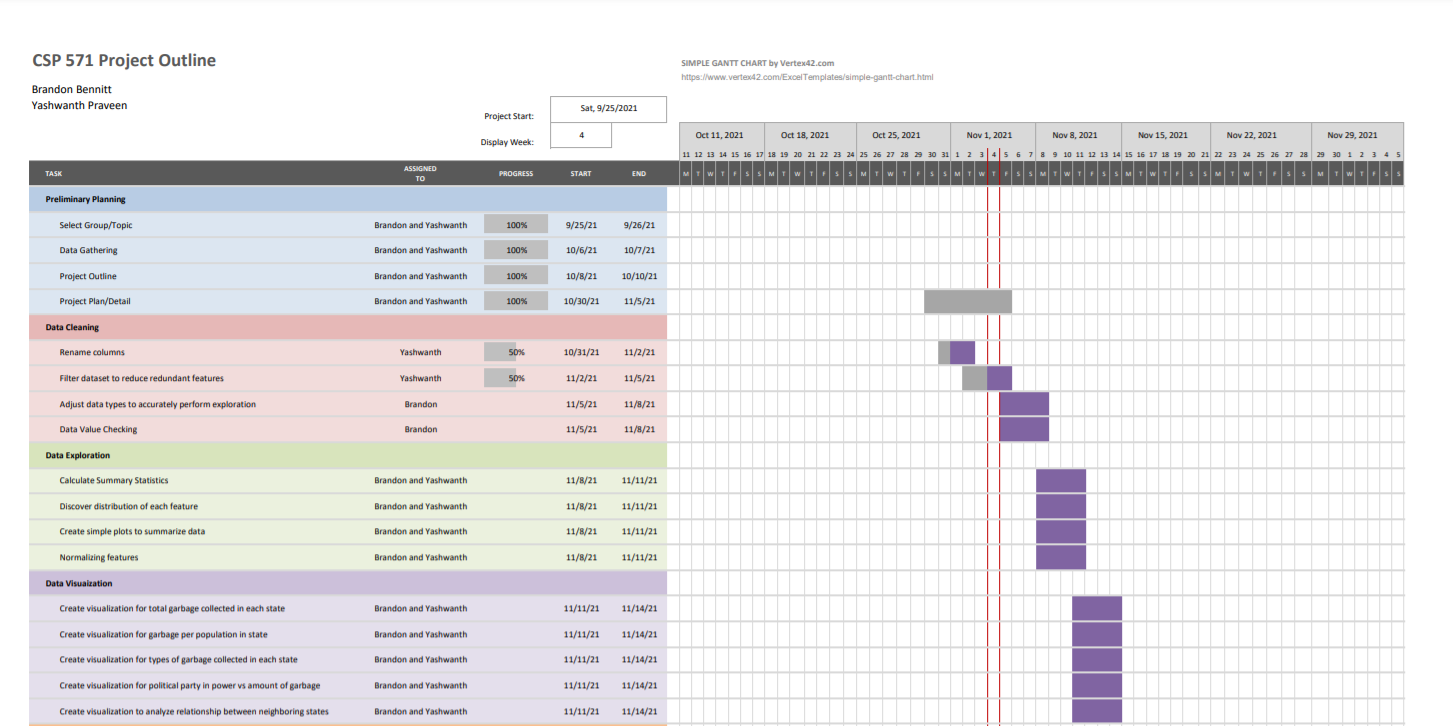 CSP 571 Project Outline
SIMPLE GANTT CHART by Vertex42.com
https://www.vertex42.com/ExcelTemplates/simple-gantt-chart.html
Brandon Bennitt
Yashwanth Praveen
Project Start: Sat, 9/25/2021
Display Week: 4
Oct 11, 2021 Oct 18, 2021 Oct 25, 2021 Nov 1, 2021 Nov 8, 2021 Nov 15, 2021 Nov 22, 2021 Nov 29, 2021
11 12 13 14 15 16 17 18 19 20 21 22 23 24 25 26 27 28 29 30 31 1 2 3 4 5 6 7 8 9 10 11 12 13 14 15 16 17 18 19 20 21 22 23 24 25 26 27 28 29 30 1 2 3 4 5
TASK ASSIGNED TO PROGRESS START END M T W T F S S M T W T F S S M T W T F S S M T W T F S S M T W T F S S M T W T F S S M T W T F S S M T W T F S S
Preliminary Planning
Select Group/Topic Brandon and Yashwanth 100% 9/25/21 9/26/21
Data Gathering Brandon and Yashwanth 100% 10/6/21 10/7/21
Project Outline Brandon and Yashwanth 100% 10/8/21 10/10/21
Project Plan/Detail Brandon and Yashwanth 100% 10/30/21 11/5/21
Data Cleaning
Rename columns Yashwanth 50% 10/31/21 11/2/21
Filter dataset to reduce redundant features Yashwanth 50% 11/2/21 11/5/21
Adjust data types to accurately perform exploration Brandon 11/5/21 11/8/21
Data Value Checking Brandon 11/5/21 11/8/21
Data Exploration
Calculate Summary Statistics Brandon and Yashwanth 11/8/21 11/11/21
Discover distribution of each feature Brandon and Yashwanth 11/8/21 11/11/21
Create simple plots to summarize data Brandon and Yashwanth 11/8/21 11/11/21
Normalizing features Brandon and Yashwanth 11/8/21 11/11/21
Data Visuaization
Create visualization for total garbage collected in each state Brandon and Yashwanth 11/11/21 11/14/21
Create visualization for garbage per population in state Brandon and Yashwanth 11/11/21 11/14/21
Create visualization for types of garbage collected in each state Brandon and Yashwanth 11/11/21 11/14/21
Create visualization for political party in power vs amount of garbage Brandon and Yashwanth 11/11/21 11/14/21
Create visualization to analyze relationship between neighboring states Brandon and Yashwanth 11/11/21 11/14/21